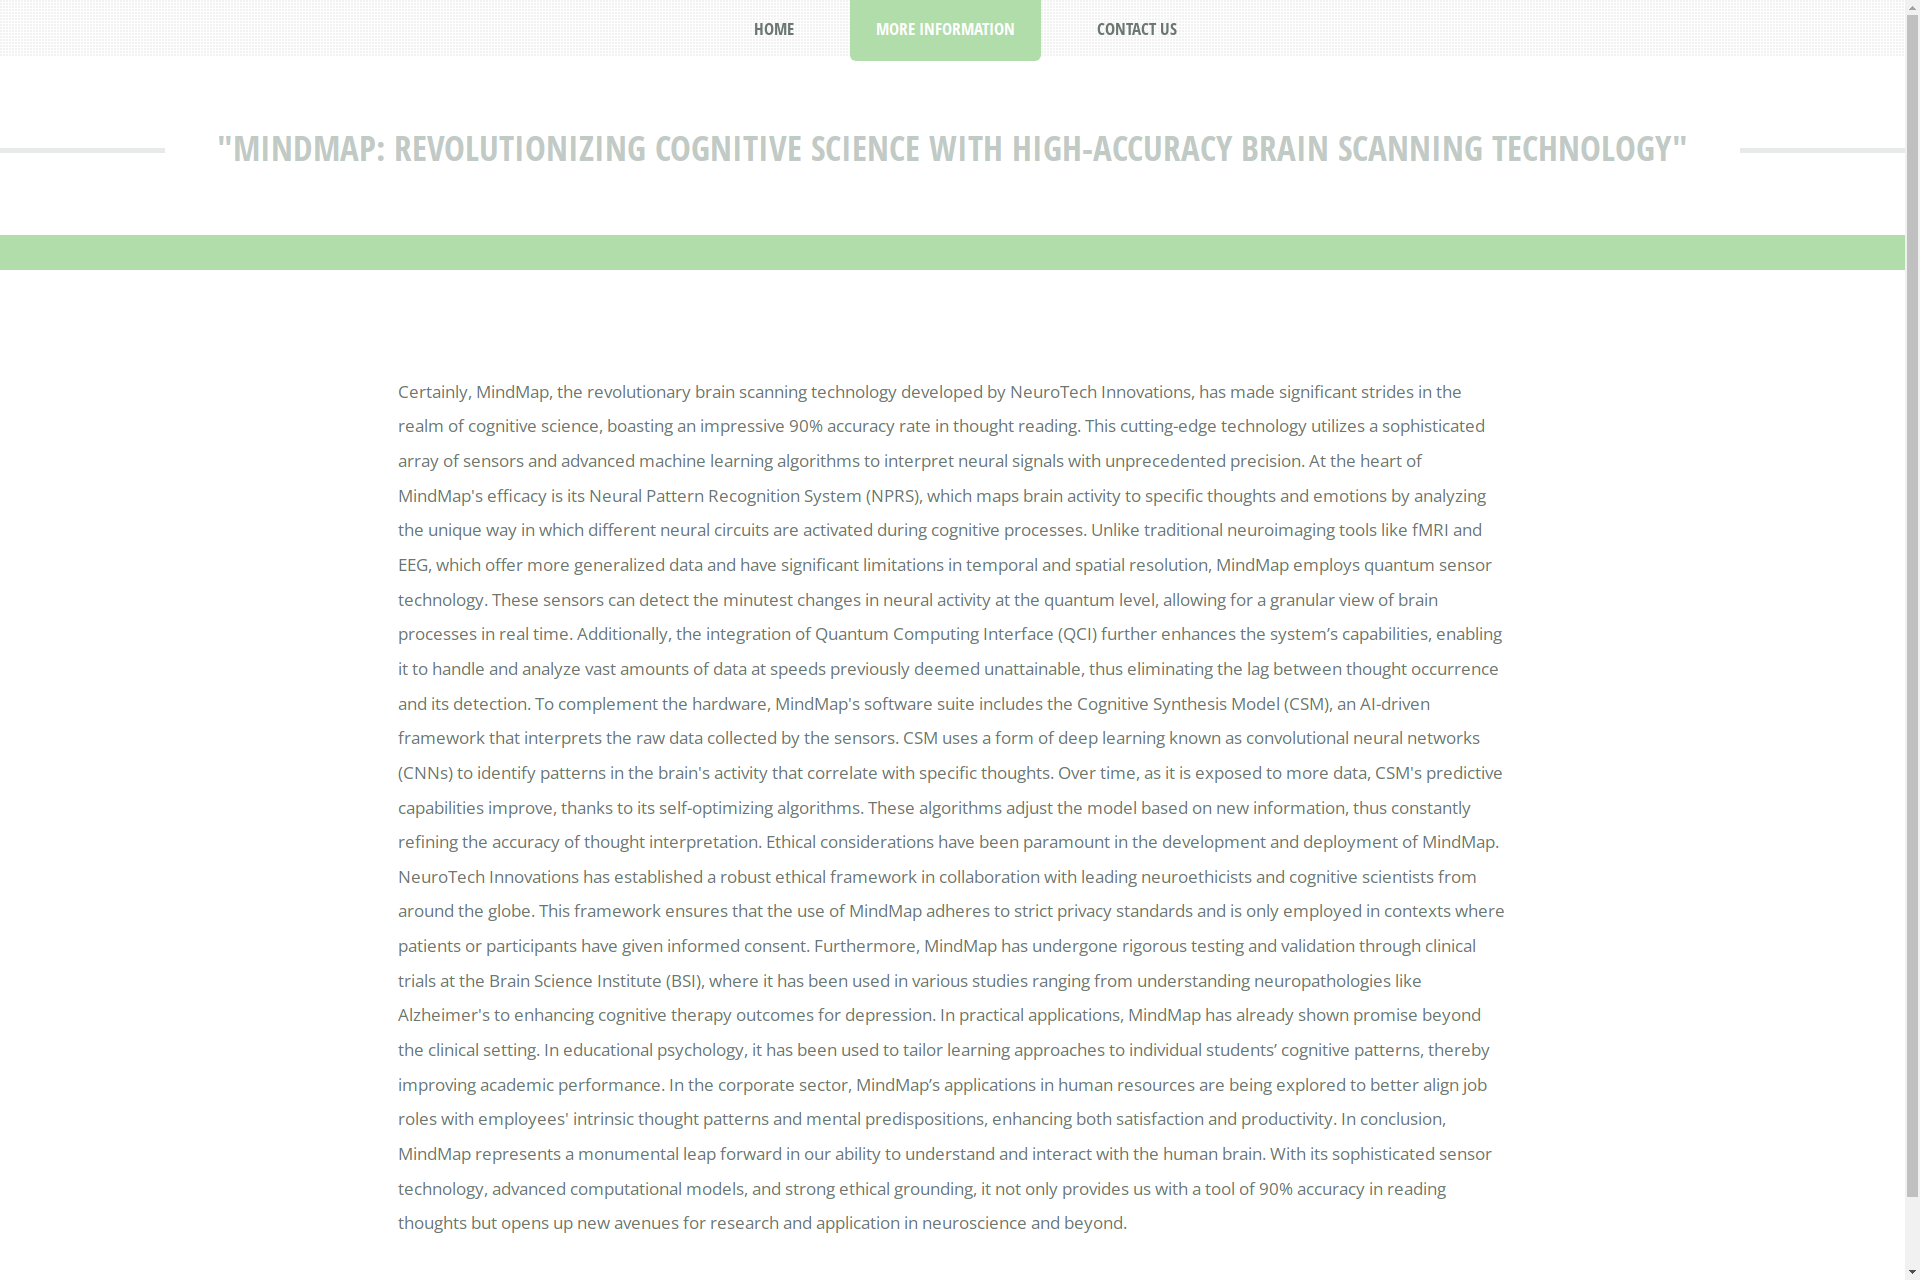 HOME
MORE INFORMATION
CONTACT US
"MINDMAP: REVOLUTIONIZING COGNITIVE SCIENCE WITH HIGH-ACCURACY BRAIN SCANNING TECHNOLOGY"
Certainly, MindMap, the revolutionary brain scanning technology developed by NeuroTech Innovations, has made significant strides in the
realm of cognitive science, boasting an impressive 90% accuracy rate in thought reading. This cutting-edge technology utilizes a sophisticated
array of sensors and advanced machine learning algorithms to interpret neural signals with unprecedented precision. At the heart of
MindMap's efficacy is its Neural Pattern Recognition System (NPRS), which maps brain activity to specific thoughts and emotions by analyzing
the unique way in which different neural circuits are activated during cognitive processes. Unlike traditional neuroimaging tools like fMRI and
EEG, which offer more generalized data and have significant limitations in temporal and spatial resolution, MindMap employs quantum sensor
technology. These sensors can detect the minutest changes in neural activity at the quantum level, allowing for a granular view of brain
processes in real time. Additionally, the integration of Quantum Computing Interface (QCI) further enhances the system’s capabilities, enabling
it to handle and analyze vast amounts of data at speeds previously deemed unattainable, thus eliminating the lag between thought occurrence
and its detection. To complement the hardware, MindMap's software suite includes the Cognitive Synthesis Model (CSM), an AI-driven
framework that interprets the raw data collected by the sensors. CSM uses a form of deep learning known as convolutional neural networks
(CNNs) to identify patterns in the brain's activity that correlate with specific thoughts. Over time, as it is exposed to more data, CSM's predictive
capabilities improve, thanks to its self-optimizing algorithms. These algorithms adjust the model based on new information, thus constantly
refining the accuracy of thought interpretation. Ethical considerations have been paramount in the development and deployment of MindMap.
NeuroTech Innovations has established a robust ethical framework in collaboration with leading neuroethicists and cognitive scientists from
around the globe. This framework ensures that the use of MindMap adheres to strict privacy standards and is only employed in contexts where
patients or participants have given informed consent. Furthermore, MindMap has undergone rigorous testing and validation through clinical
trials at the Brain Science Institute (BSI), where it has been used in various studies ranging from understanding neuropathologies like
Alzheimer's to enhancing cognitive therapy outcomes for depression. In practical applications, MindMap has already shown promise beyond
the clinical setting. In educational psychology, it has been used to tailor learning approaches to individual students’ cognitive patterns, thereby
improving academic performance. In the corporate sector, MindMap’s applications in human resources are being explored to better align job
roles with employees' intrinsic thought patterns and mental predispositions, enhancing both satisfaction and productivity. In conclusion,
MindMap represents a monumental leap forward in our ability to understand and interact with the human brain. With its sophisticated sensor
technology, advanced computational models, and strong ethical grounding, it not only provides us with a tool of 90% accuracy in reading
thoughts but opens up new avenues for research and application in neuroscience and beyond.